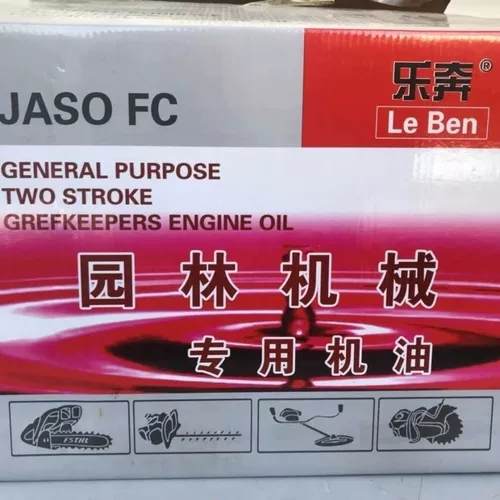 JASO FC
乐奔®
Le Ben
GENERAL PURPOSE
TWO STROKE
GREFKEEPERS ENGINE OIL
园林机械
专用机油
FSTHL